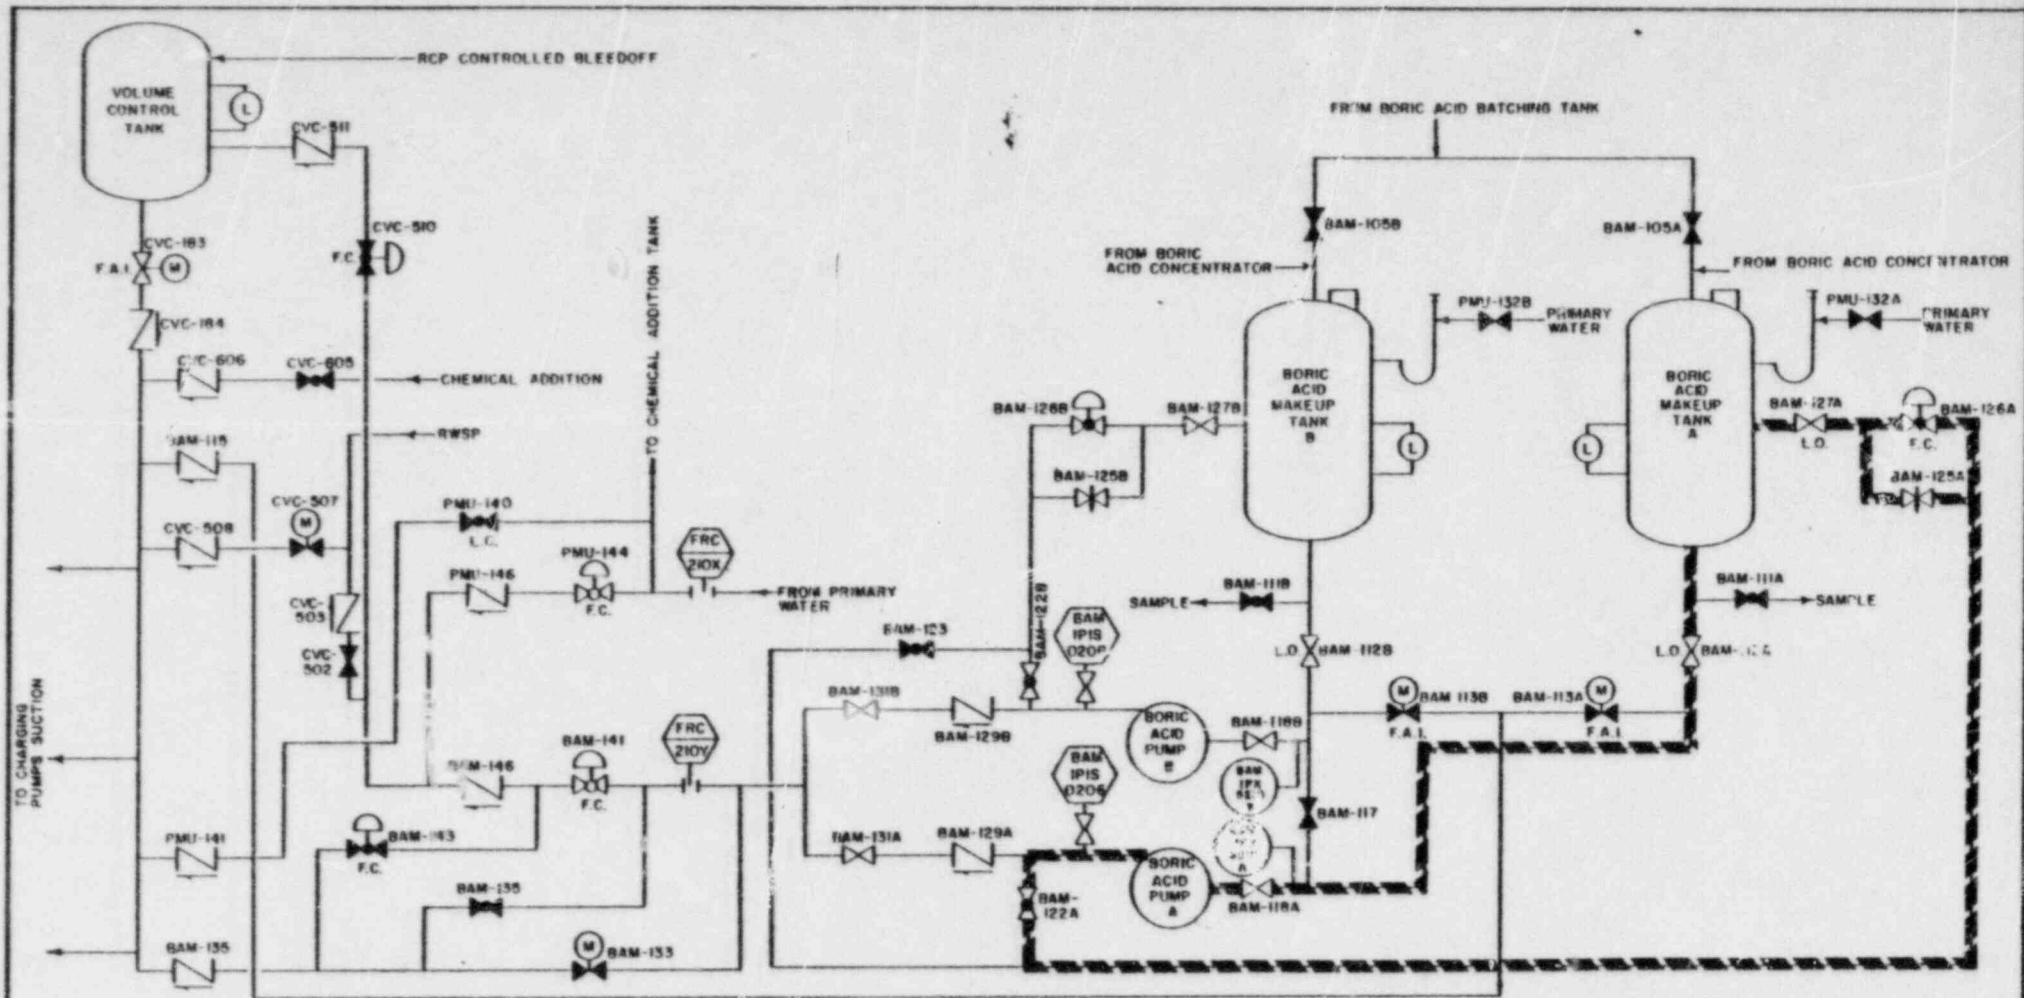 VOLUME
CONTROL
TANK
L
RCP CONTROLLED BLEEDOFF
CVC-511
CVC-510
F.C.
CVC-183
F.A.I.
M
CVC-184
CVC-606
CVC-605
CHEMICAL ADDITION
RWSP
BAM-115
CVC-507
M
CVC-508
CVC-
503
CVC-
502
TO CHARGING
PUMPS SUCTION
PMU-140
L.C.
PMU-144
F.C.
PMU-146
FRC
210X
FROM PRIMARY
WATER
TO CHEMICAL ADDITION TANK
FRC
210Y
BAM-141
F.C.
BAM-146
PMU-141
BAM-143
F.C.
BAM-135
BAM-135
BAM-133
M
FROM BORIC ACID BATCHING TANK
BAM-105B
BAM-105A
FROM BORIC
ACID CONCENTRATOR
FROM BORIC ACID CONCENTRATOR
PMU-132B
PRIMARY
WATER
PMU-132A
PRIMARY
WATER
BORIC
ACID
MAKEUP
TANK
B
L
BORIC
ACID
MAKEUP
TANK
A
L
BAM-126B
BAM-127B
BAM-125B
BAM-127A
L.O.
BAM-126A
F.C.
BAM-125A
BAM-111B
SAMPLE
BAM-111A
SAMPLE
BAM-123
BAM-122B
BAM
IPIS
L.O.
BAM-112B
L.O.
BAM-131B
BAM-129B
BORIC
ACID
PUMP
BAM-118B
M
BAM-113B
F.A.I.
BAM-113A
M
F.A.I.
BAM
IPIS
0206
BAM
BAM-117
BAM-131A
BAM-129A
BORIC
ACID
PUMP
A
BAM-118A
BAM-
122A